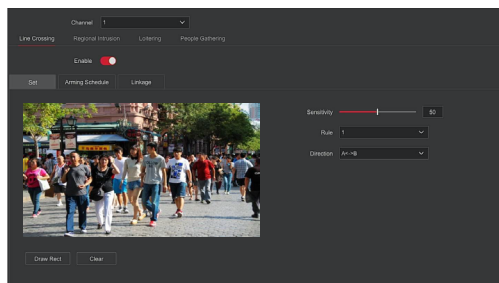 Channel 1
Line Crossing Regional Intrusion Loitering People Gathering
Enable
Set Arming Schedule Linkage
Sensitivity 50
Rule 1
Direction A<->B
Draw Rect Clear